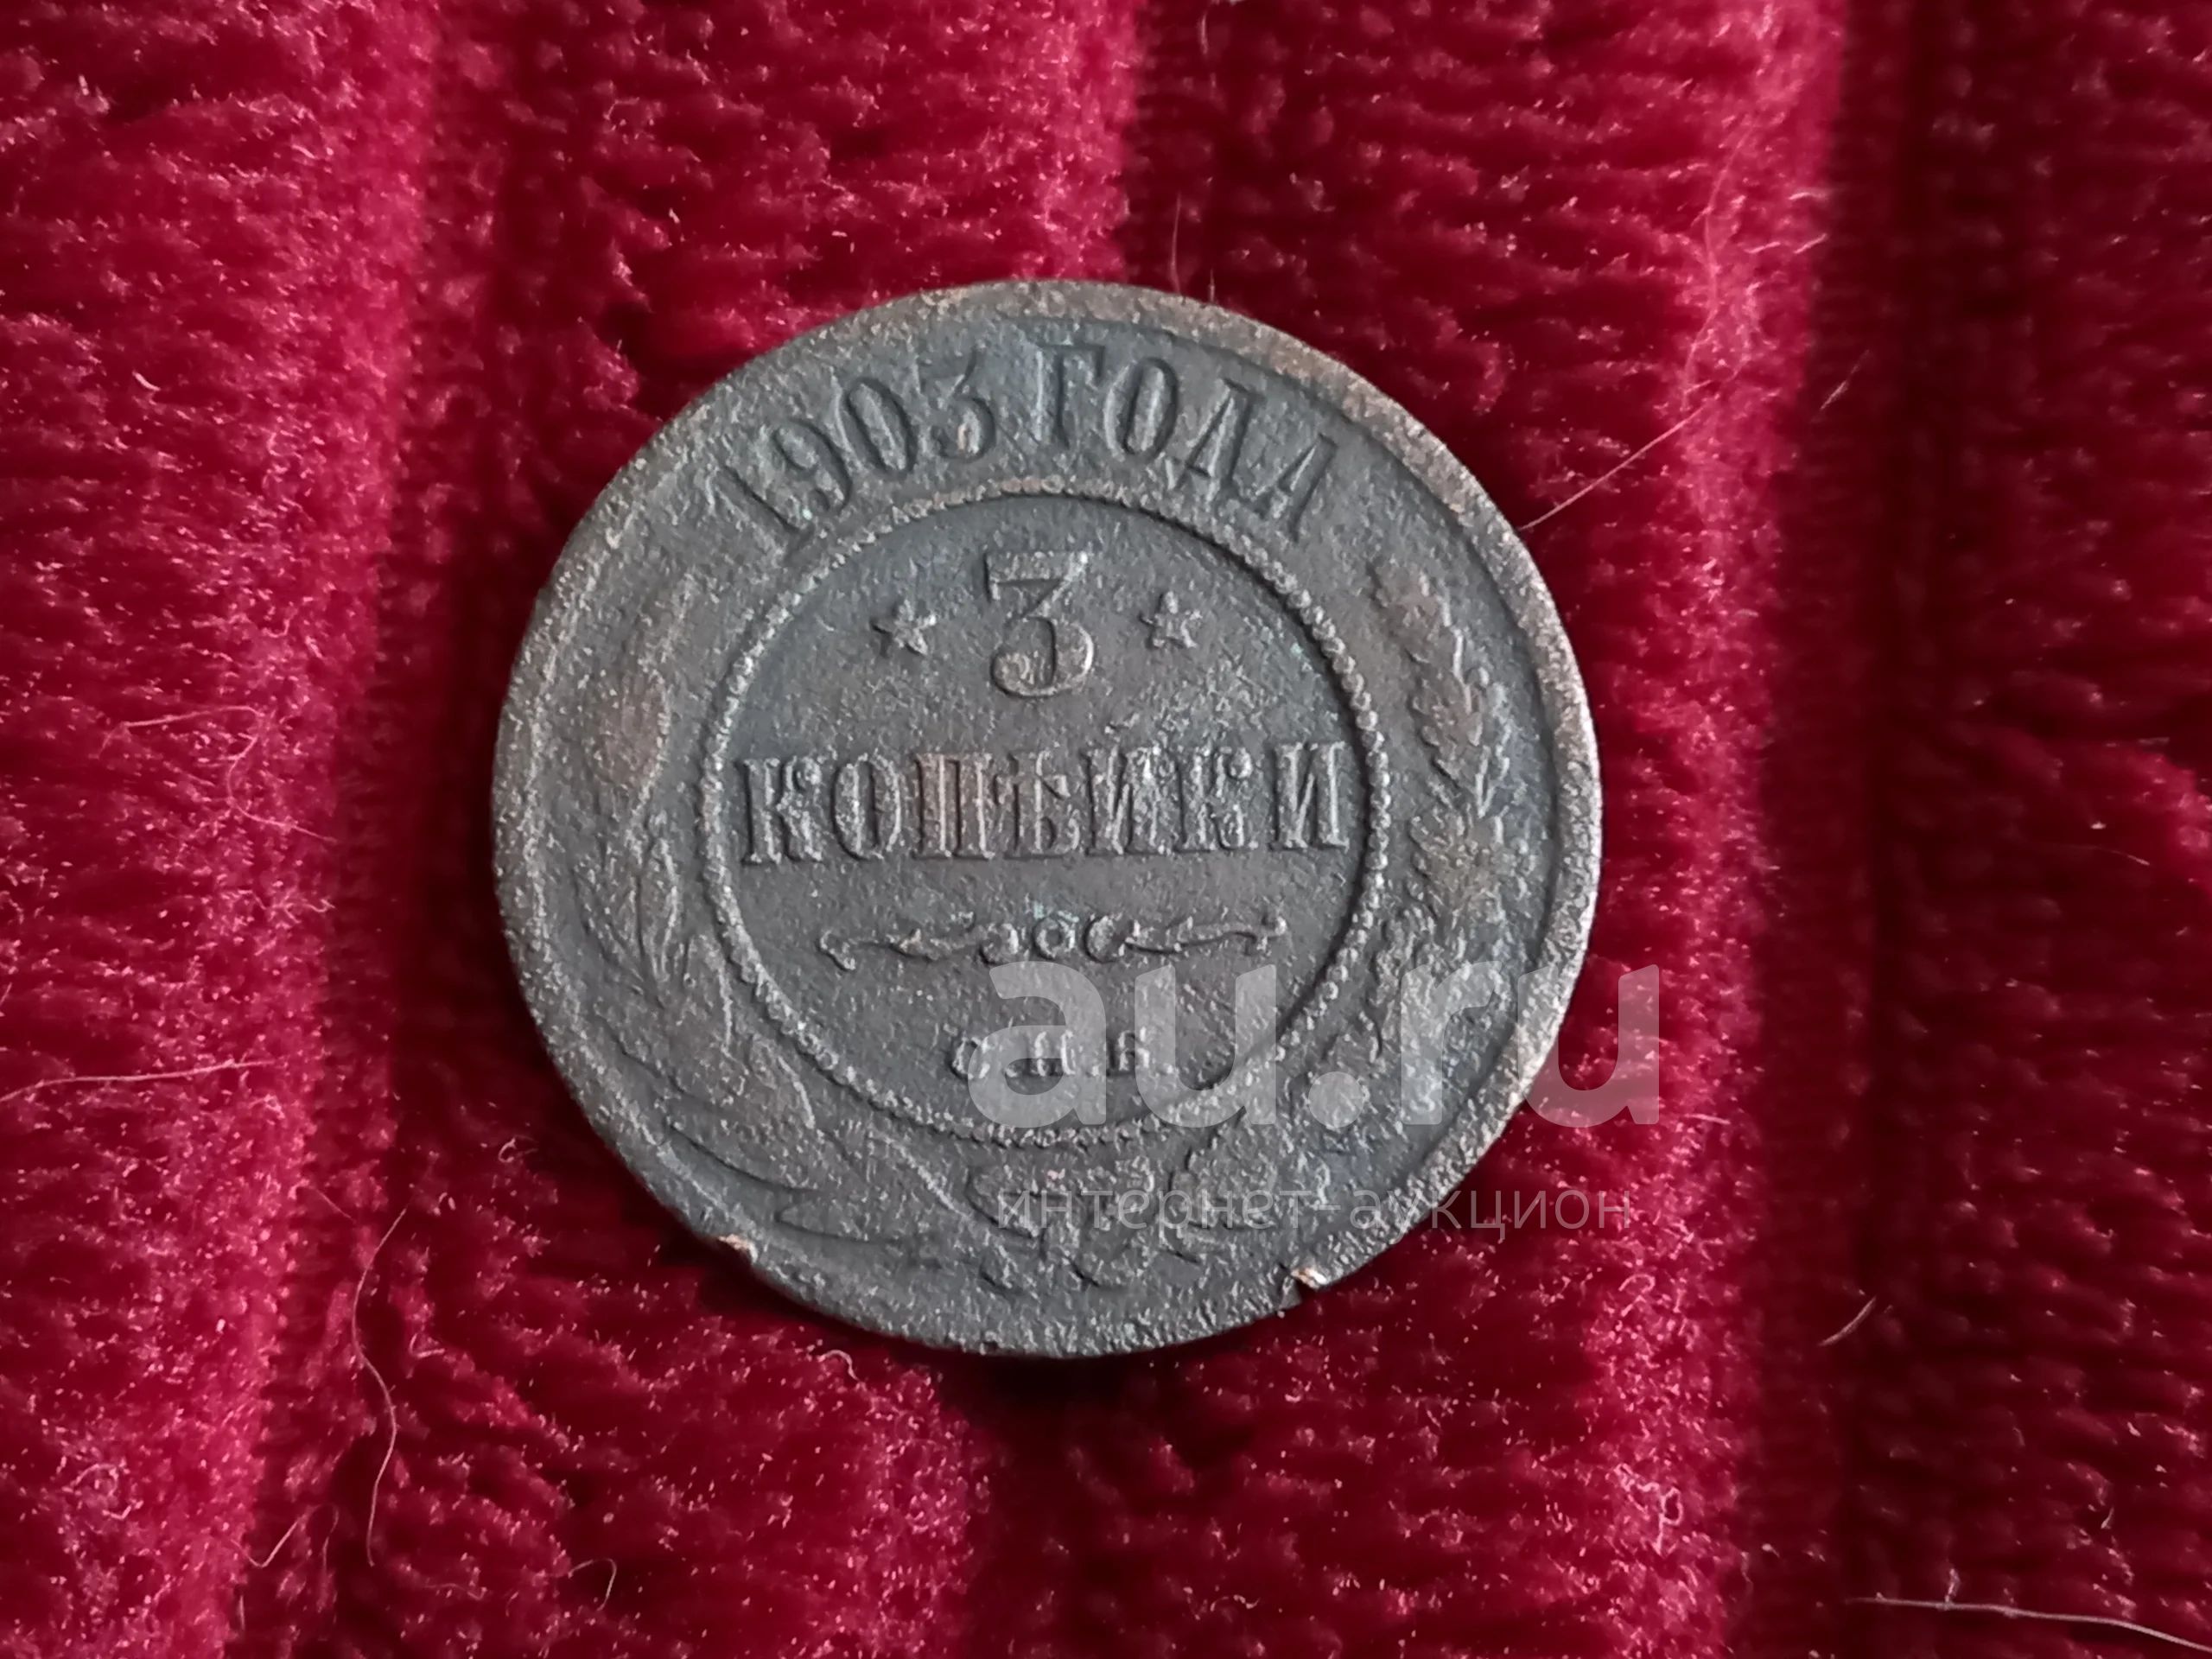 1903 ГОДА
3
КОПѢЙКИ
С.П.Б.
au.ru
интернет-аукцион